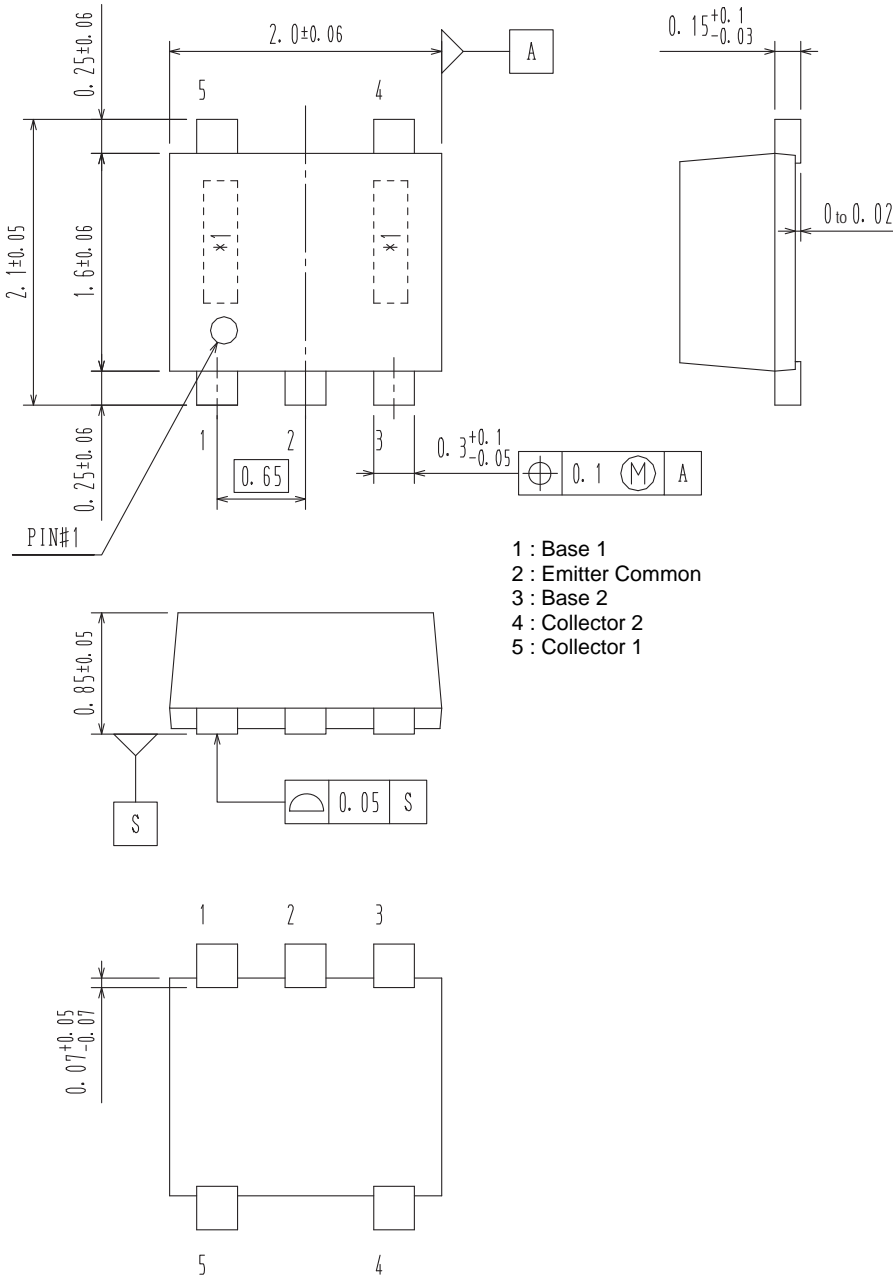 0.25±0.06
2.0±0.06
A
0.15+0.1-0.03
5
4
2.1±0.05
1.6±0.06
*1
*1
0 to 0.02
0.25±0.06
1
2
3
0.65
0.3+0.1-0.05
0.1 Ⓜ A
PIN#1
1 : Base 1
2 : Emitter Common
3 : Base 2
4 : Collector 2
5 : Collector 1
0.85±0.05
0.05 S
S
1
2
3
0.07+0.05-0.07
5
4